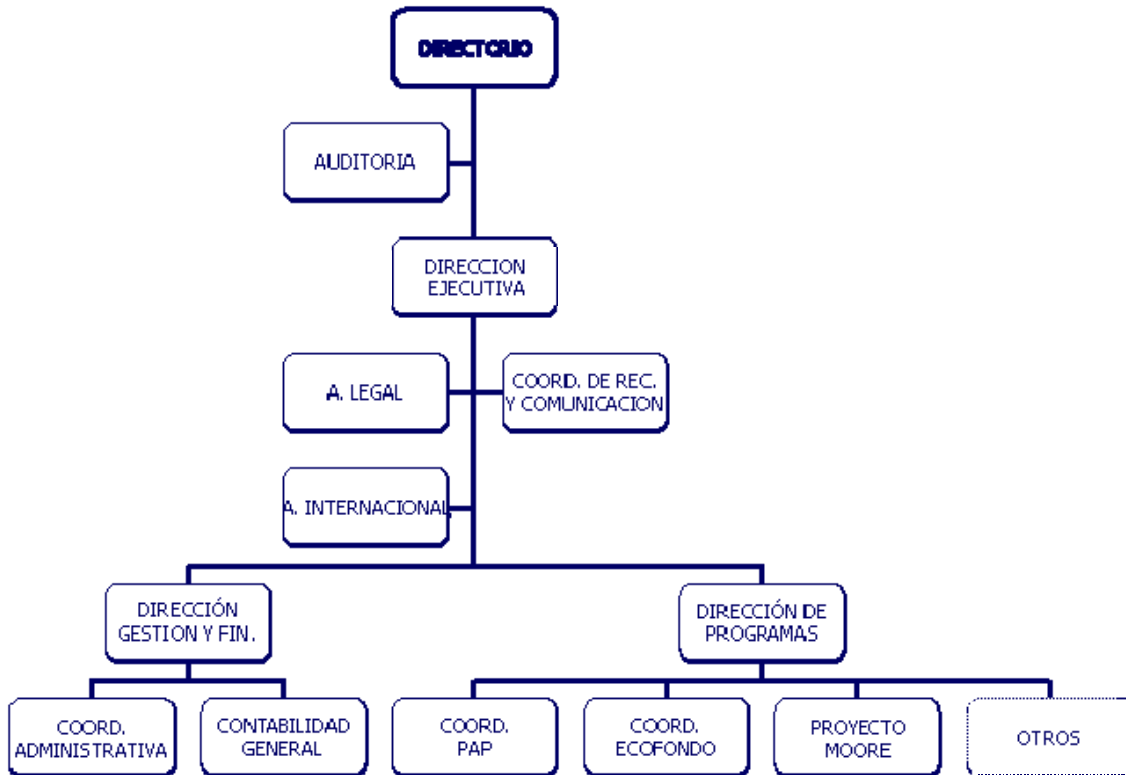 DIRECTORIO
AUDITORIA
DIRECCION
EJECUTIVA
A. LEGAL
COORD. DE REC.
Y COMUNICACION
A. INTERNACIONAL
DIRECCIÓN
GESTION Y FIN.
DIRECCIÓN DE
PROGRAMAS
COORD.
ADMINISTRATIVA
CONTABILIDAD
GENERAL
COORD.
PAP
COORD.
ECOFONDO
PROYECTO
MOORE
OTROS